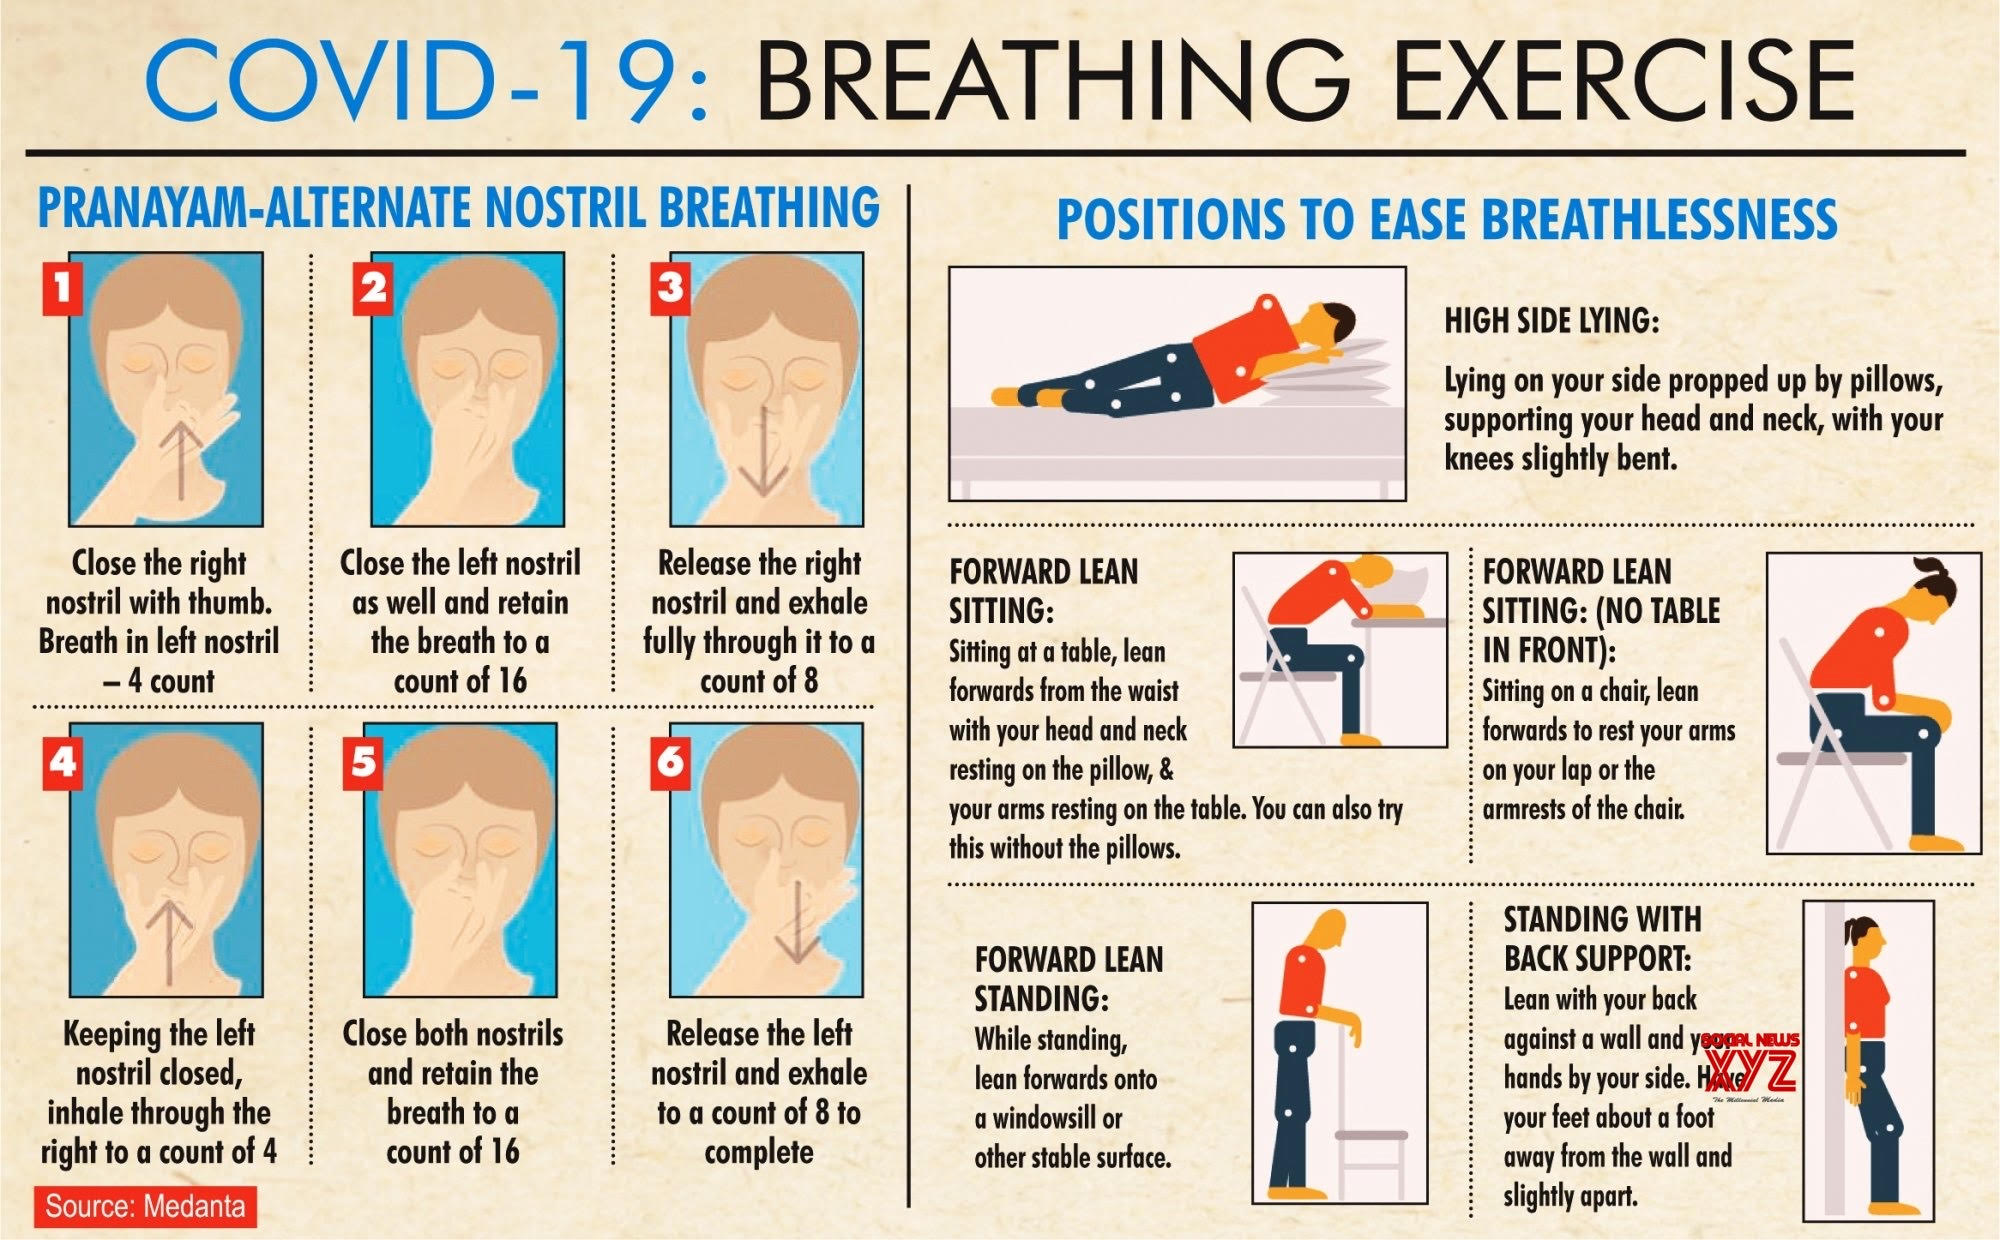 COVID-19: BREATHING EXERCISE
PRANAYAM-ALTERNATE NOSTRIL BREATHING
1
Close the right
nostril with thumb.
Breath in left nostril
– 4 count
2
Close the left nostril
as well and retain
the breath to a
count of 16
3
Release the right
nostril and exhale
fully through it to a
count of 8
4
Keeping the left
nostril closed,
inhale through the
right to a count of 4
5
Close both nostrils
and retain the
breath to a
count of 16
6
Release the left
nostril and exhale
to a count of 8 to
complete
Source: Medanta
POSITIONS TO EASE BREATHLESSNESS
HIGH SIDE LYING:
Lying on your side propped up by pillows,
supporting your head and neck, with your
knees slightly bent.
FORWARD LEAN
SITTING:
Sitting at a table, lean
forwards from the waist
with your head and neck
resting on the pillow, &
your arms resting on the table. You can also try
this without the pillows.
FORWARD LEAN
SITTING: (NO TABLE
IN FRONT):
Sitting on a chair, lean
forwards to rest your arms
on your lap or the
armrests of the chair.
FORWARD LEAN
STANDING:
While standing,
lean forwards onto
a windowsill or
other stable surface.
STANDING WITH
BACK SUPPORT:
Lean with your back
against a wall and your
hands by your side. Have
your feet about a foot
away from the wall and
slightly apart.
SOCIAL NEWS
XYZ
The Millennial Media